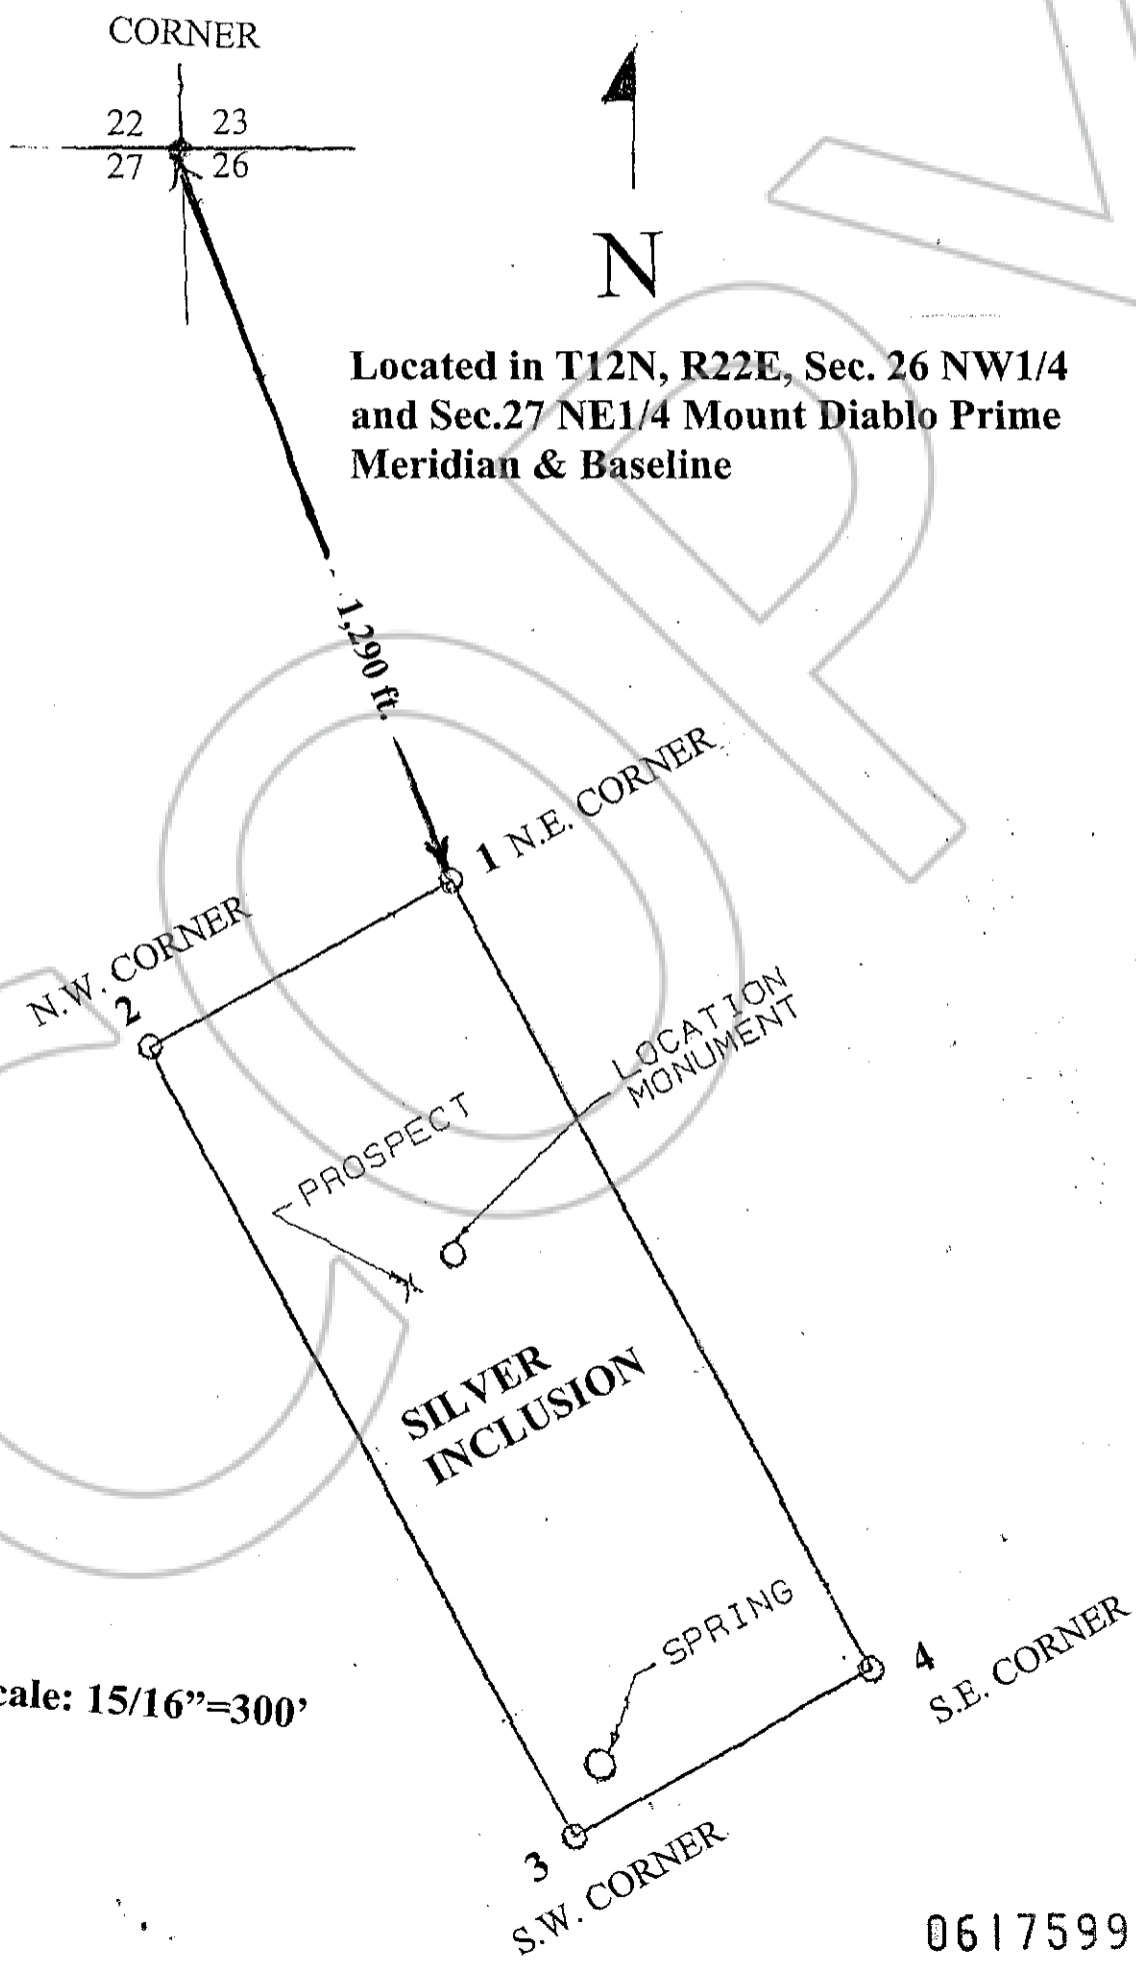 CORNER
22 23
27 26
N
Located in T12N, R22E, Sec. 26 NW1/4
and Sec.27 NE1/4 Mount Diablo Prime
Meridian & Baseline
1,290 ft.
1 N.E. CORNER
N.W. CORNER
2
LOCATION
MONUMENT
PROSPECT
SILVER
INCLUSION
SPRING
cale: 15/16”=300’
4
S.E. CORNER
3
S.W. CORNER
0617599
COPY